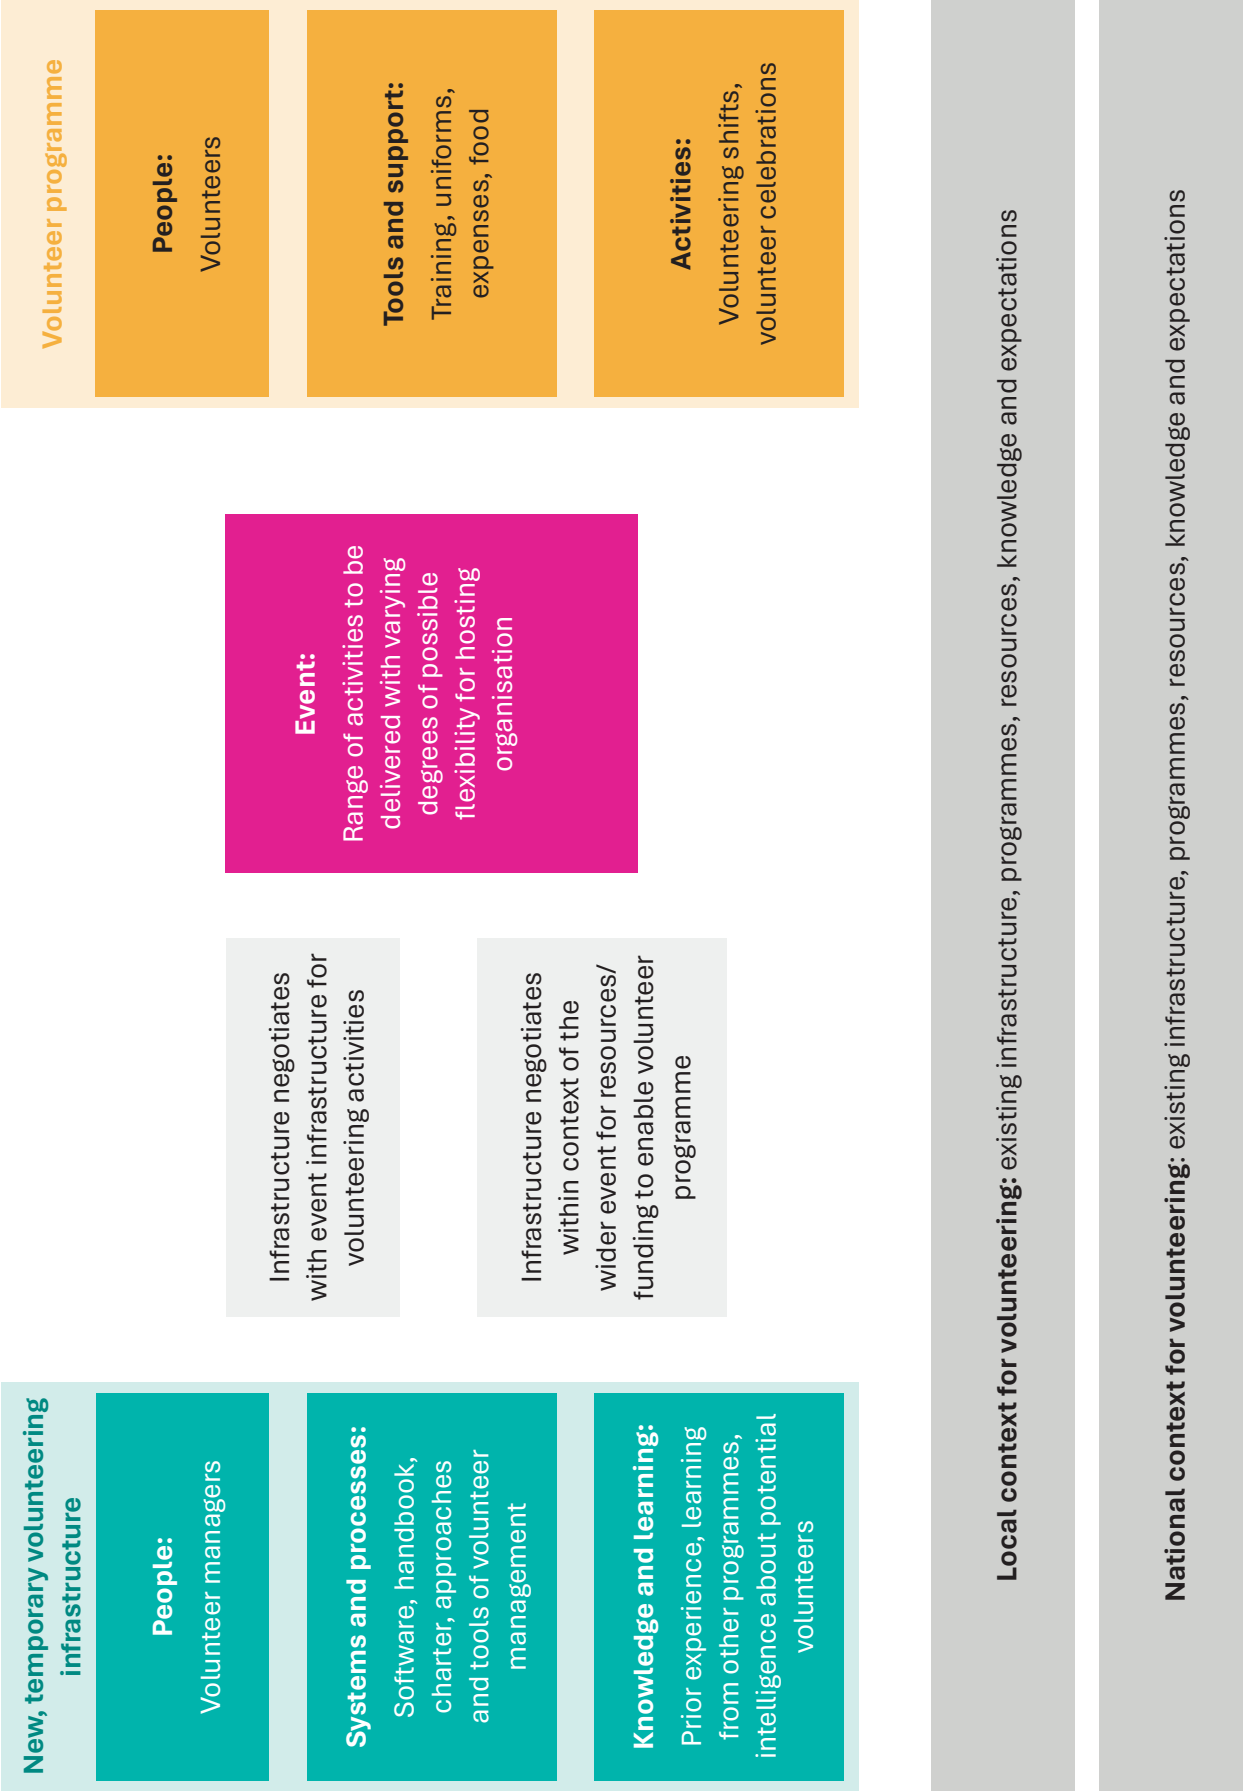 New, temporary volunteering
infrastructure
People:
Volunteer managers
Systems and processes:
Software, handbook,
charter, approaches
and tools of volunteer
management
Knowledge and learning:
Prior experience, learning
from other programmes,
intelligence about potential
volunteers
Infrastructure negotiates
with event infrastructure for
volunteering activities
Infrastructure negotiates
within context of the
wider event for resources/
funding to enable volunteer
programme
Event:
Range of activities to be
delivered with varying
degrees of possible
flexibility for hosting
organisation
Volunteer programme
People:
Volunteers
Tools and support:
Training, uniforms,
expenses, food
Activities:
Volunteering shifts,
volunteer celebrations
Local context for volunteering: existing infrastructure, programmes, resources, knowledge and expectations
National context for volunteering: existing infrastructure, programmes, resources, knowledge and expectations